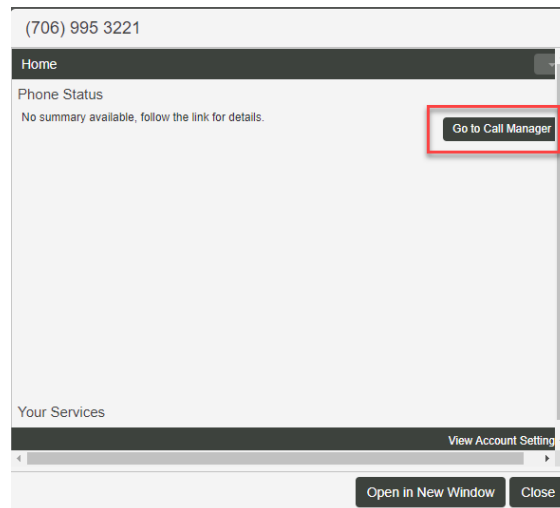 (706) 995 3221
Home
Phone Status
No summary available, follow the link for details.
Go to Call Manager
Your Services
View Account Setting
Open in New Window
Close